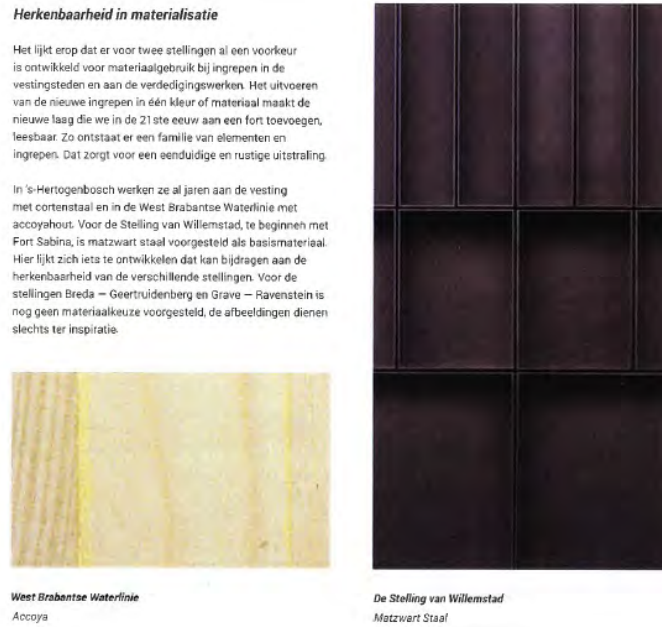 Herkenbaarheid in materialisatie
Het lijkt erop dat er voor twee stellingen al een voorkeur
is ontwikkeld voor materiaalgebruik bij ingrepen in de
vestingsteden en aan de verdedigingswerken. Het uitvoeren
van de nieuwe ingrepen in één kleur of materiaal maakt de
nieuwe laag die we in de 21ste eeuw aan een fort toevoegen,
leesbaar. Zo ontstaat er een familie van elementen en
ingrepen. Dat zorgt voor een eenduidige en rustige uitstraling.
In 's-Hertogenbosch werken ze al jaren aan de vesting
met cortenstaal en in de West Brabantse Waterlinie met
accoyahout. Voor de Stelling van Willemstad, te beginnen met
Fort Sabina, is matzwart staal voorgesteld als basismateriaal.
Hier lijkt zich iets te ontwikkelen dat kan bijdragen aan de
herkenbaarheid van de verschillende stellingen. Voor de
stellingen Breda — Geertruidenberg en Grave — Ravenstein is
nog geen materiaalkeuze voorgesteld, de afbeeldingen dienen
slechts ter inspiratie.
West Brabantse Waterlinie
Accoya
De Stelling van Willemstad
Matzwart Staal